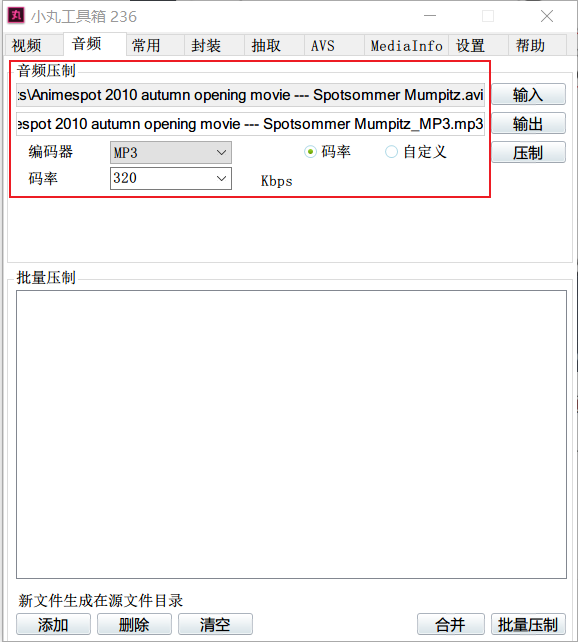 小丸工具箱 236
视频 音频 常用 封装 抽取 AVS MediaInfo 设置 帮助
音频压制
\Animespot 2010 autumn opening movie --- Spotsommer Mumpitz.avi 输入
spot 2010 autumn opening movie --- Spotsommer Mumpitz_MP3.mp3 输出
编码器 MP3 码率 自定义 压制
码率 320 Kbps
批量压制
新文件生成在源文件目录
添加 删除 清空 合并 批量压制